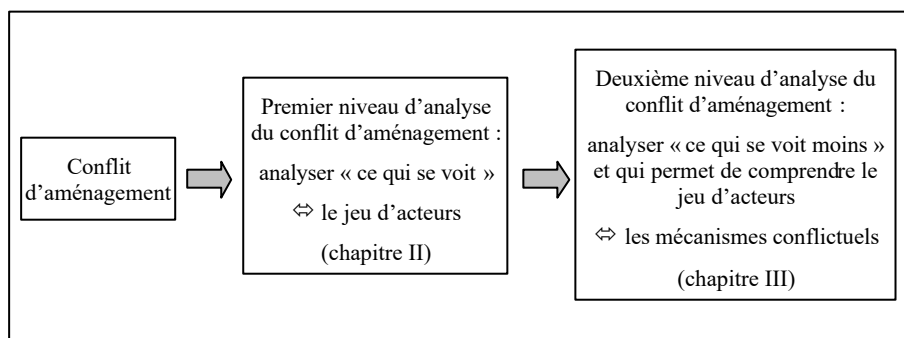 Conflit
d’aménagement
Premier niveau d’analyse
du conflit d’aménagement :
analyser « ce qui se voit »
⇔ le jeu d’acteurs
(chapitre II)
Deuxième niveau d’analyse du
conflit d’aménagement :
analyser « ce qui se voit moins »
et qui permet de comprendre le
jeu d’acteurs
⇔ les mécanismes conflictuels
(chapitre III)